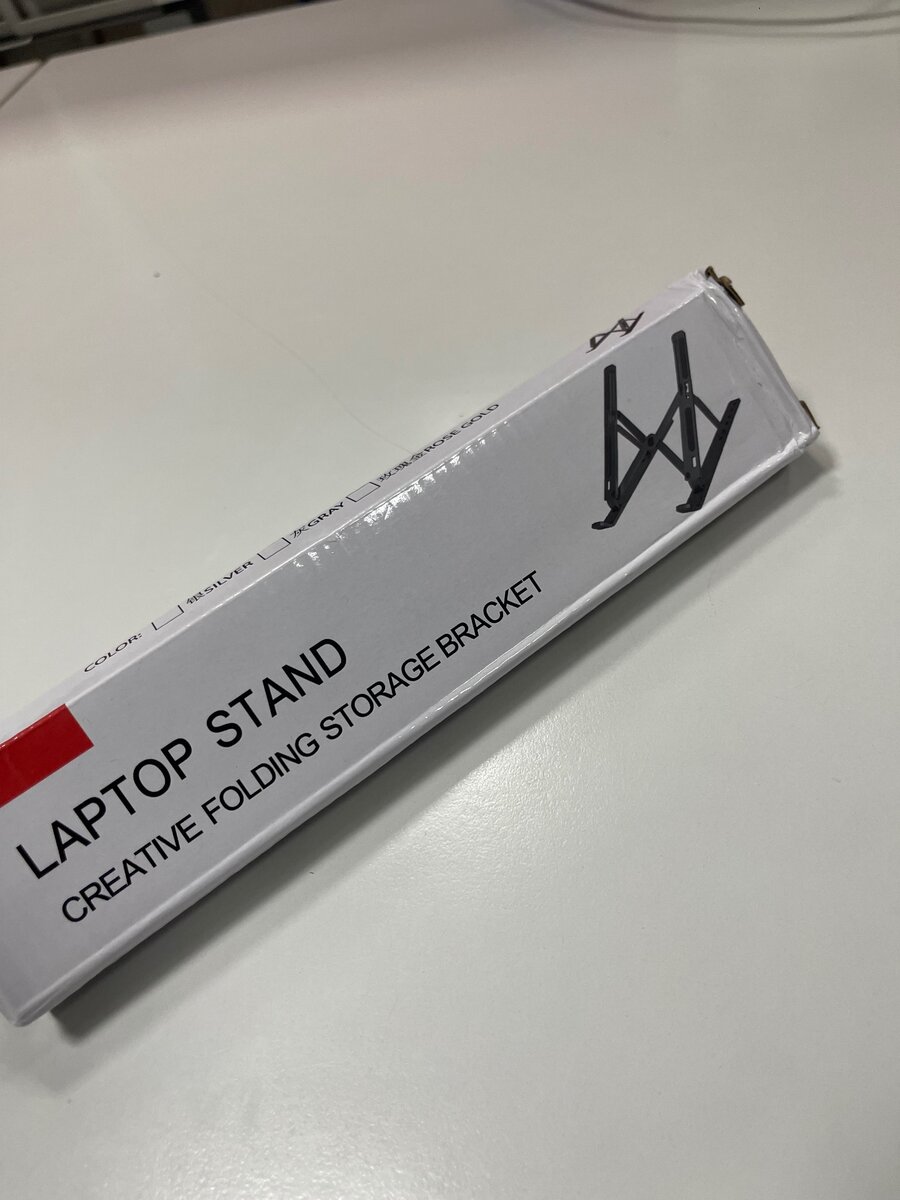 COLOR: 银SILVER 灰GRAY 玫瑰金ROSE GOLD
LAPTOP STAND
CREATIVE FOLDING STORAGE BRACKET